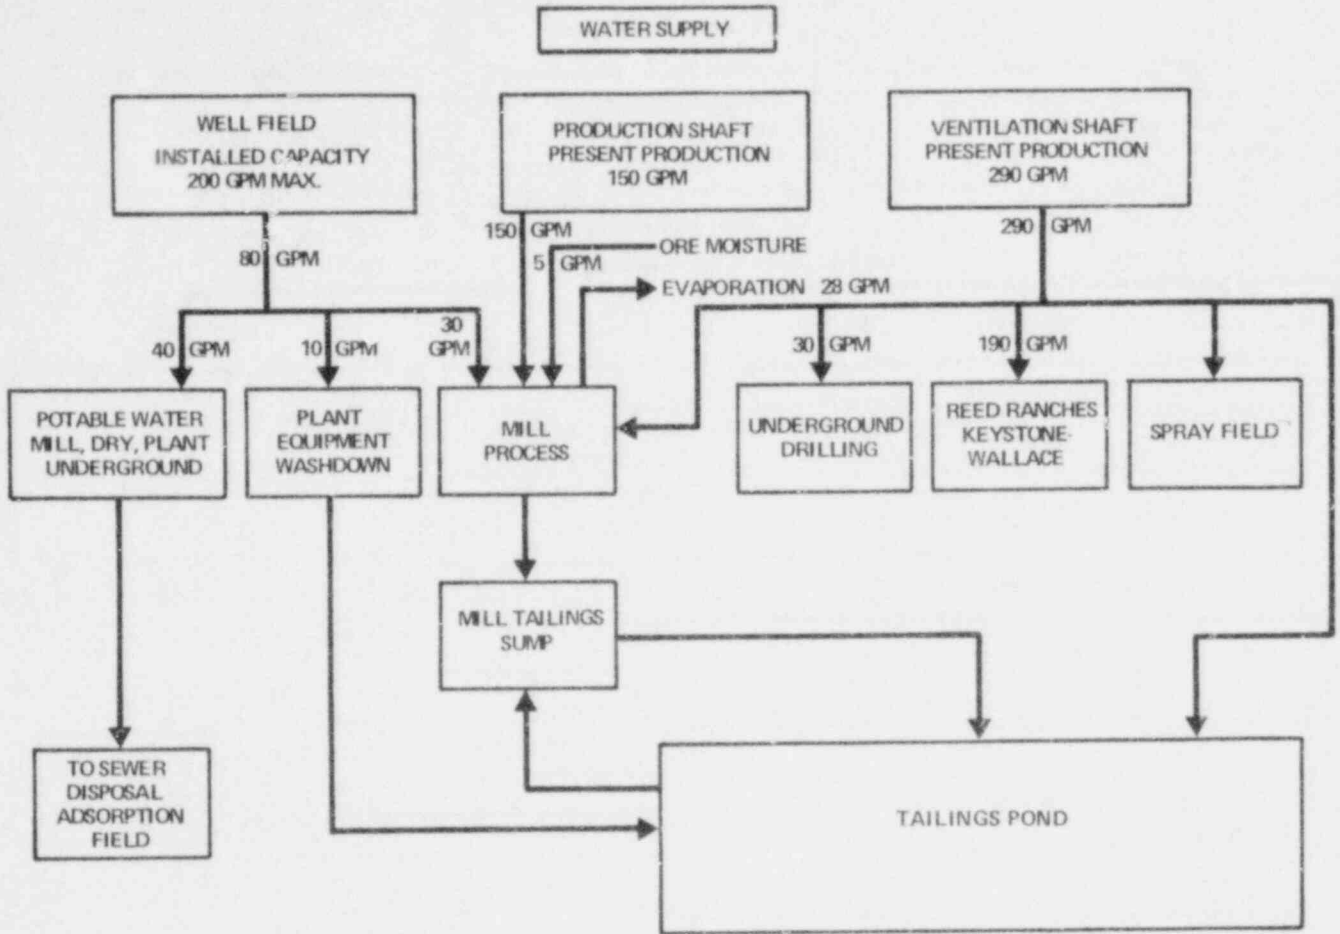 WATER SUPPLY
WELL FIELD
INSTALLED CAPACITY
200 GPM MAX.
PRODUCTION SHAFT
PRESENT PRODUCTION
150 GPM
VENTILATION SHAFT
PRESENT PRODUCTION
290 GPM
80 GPM
150 GPM
5 GPM
ORE MOISTURE
EVAPORATION 28 GPM
290 GPM
40 GPM
10 GPM
30
GPM
30 GPM
190 GPM
POTABLE WATER
MILL, DRY, PLANT
UNDERGROUND
PLANT
EQUIPMENT
WASHDOWN
MILL
PROCESS
UNDERGROUND
DRILLING
REED RANCHES
KEYSTONE-
WALLACE
SPRAY FIELD
MILL TAILINGS
SUMP
TO SEWER
DISPOSAL
ADSORPTION
FIELD
TAILINGS POND